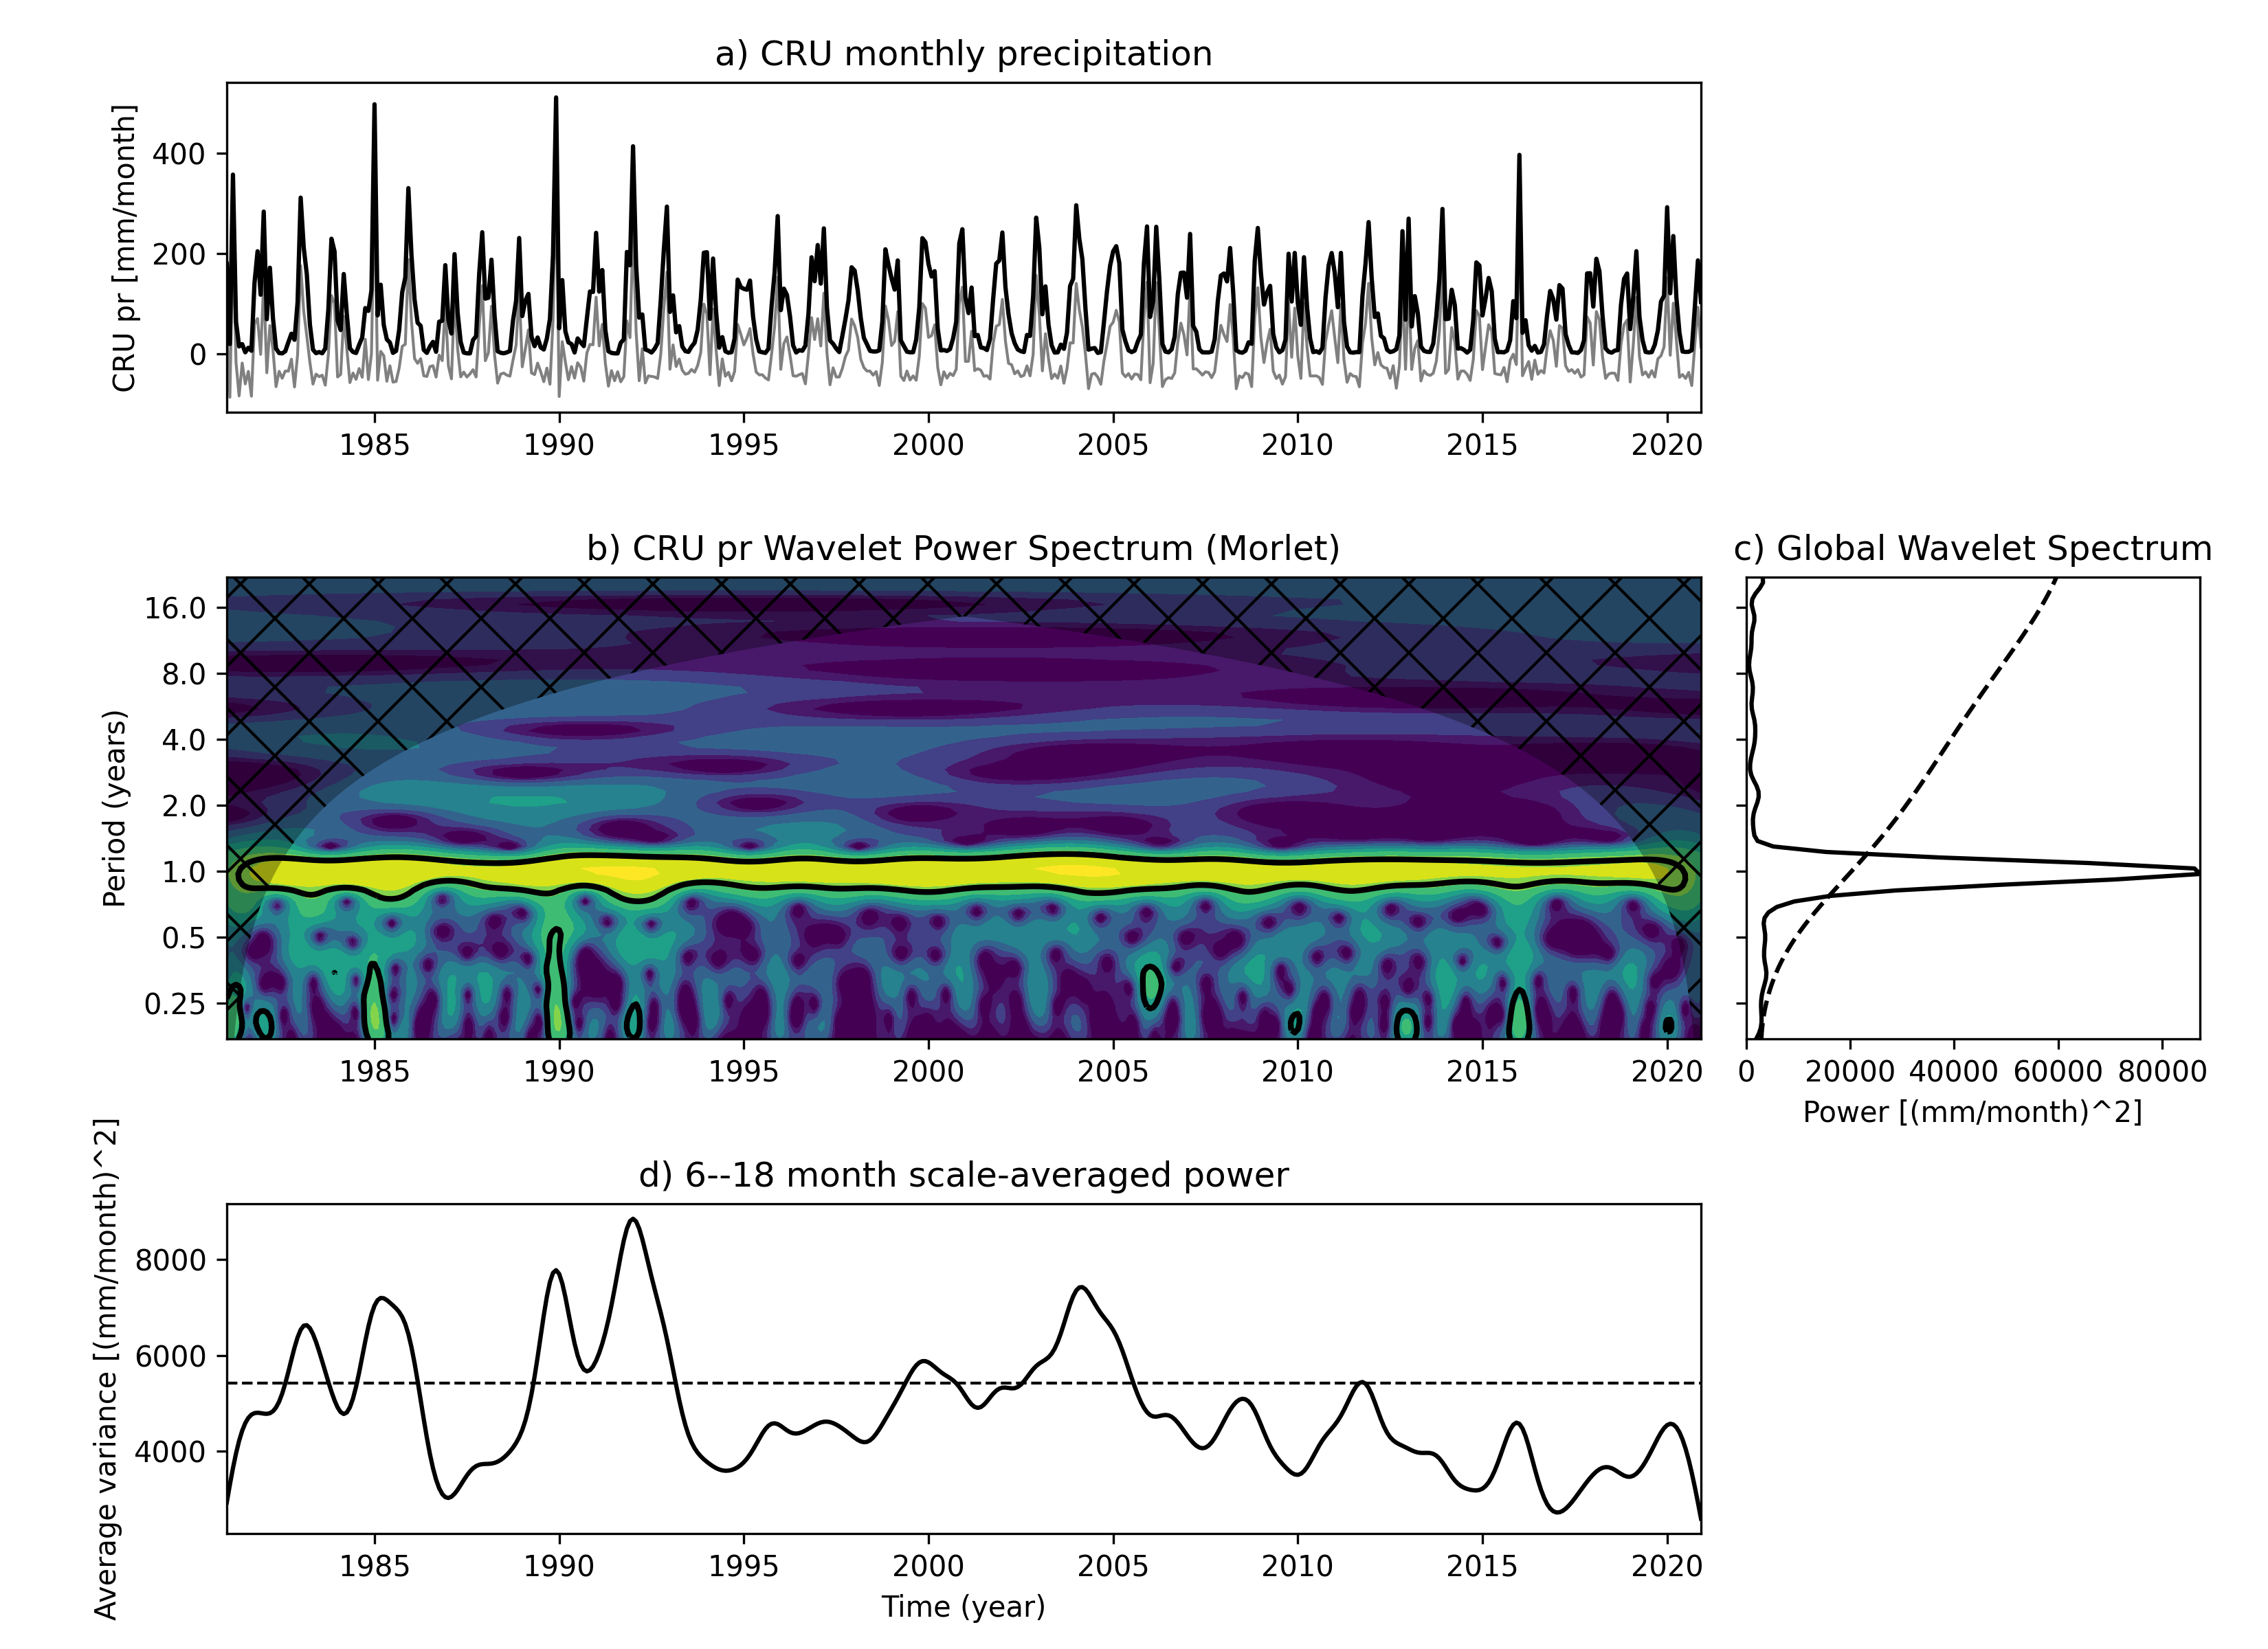 a) CRU monthly precipitation
CRU pr [mm/month]
400
200
0
1985 1990 1995 2000 2005 2010 2015 2020
b) CRU pr Wavelet Power Spectrum (Morlet)
Period (years)
16.0
8.0
4.0
2.0
1.0
0.5
0.25
1985 1990 1995 2000 2005 2010 2015 2020
c) Global Wavelet Spectrum
0 20000 40000 60000 80000
Power [(mm/month)^2]
d) 6--18 month scale-averaged power
Average variance [(mm/month)^2]
8000
6000
4000
1985 1990 1995 2000 2005 2010 2015 2020
Time (year)